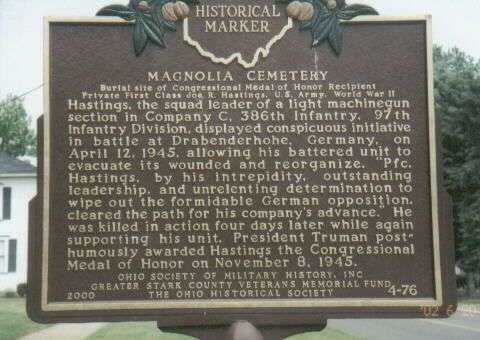 HISTORICAL
MARKER
MAGNOLIA CEMETERY
Burial site of Congressional Medal of Honor Recipient
Private First Class Joe R. Hastings, U.S. Army, World War II
Hastings, the squad leader of a light machinegun
section in Company C, 386th Infantry, 97th
Infantry Division, displayed conspicuous initiative
in battle at Drabenderhohe, Germany, on
April 12, 1945, allowing his battered unit to
evacuate its wounded and reorganize. "Pfc.
Hastings, by his intrepidity, outstanding
leadership, and unrelenting determination to
wipe out the formidable German opposition,
cleared the path for his company's advance. He
was killed in action four days later while again
supporting his unit. President Truman post-
humously awarded Hastings the Congressional
Medal of Honor on November 8, 1945.
OHIO SOCIETY OF MILITARY HISTORY, INC
GREATER STARK COUNTY VETERANS MEMORIAL FUND
2000 THE OHIO HISTORICAL SOCIETY 4-76